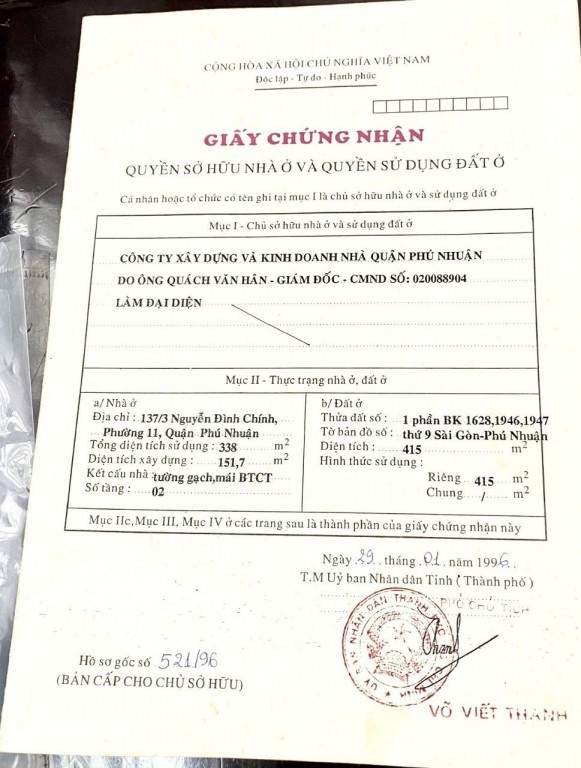 CỘNG HÒA XÃ HỘI CHỦ NGHĨA VIỆT NAM
Độc lập - Tự do - Hạnh phúc
GIẤY CHỨNG NHẬN
QUYỀN SỞ HỮU NHÀ Ở VÀ QUYỀN SỬ DỤNG ĐẤT Ở
Cá nhân hoặc tổ chức có tên ghi tại mục I là chủ sở hữu nhà ở và sử dụng đất ở
Mục I - Chủ sở hữu nhà ở và sử dụng đất ở
CÔNG TY XÂY DỰNG VÀ KINH DOANH NHÀ QUẬN PHÚ NHUẬN
DO ÔNG QUÁCH VĂN HÂN - GIÁM ĐỐC - CMND SỐ: 020088904
LÀM ĐẠI DIỆN
Mục II - Thực trạng nhà ở, đất ở
a/ Nhà ở
Địa chỉ : 137/3 Nguyễn Đình Chính,
Phường 11, Quận Phú Nhuận
Tổng diện tích sử dụng : 338 m2
Diện tích xây dựng : 151,7 m2
Kết cấu nhà : tường gạch,mái BTCT
Số tầng : 02
b/ Đất ở
Thửa đất số : 1 phần BK 1628,1946,1947
Tờ bản đồ số : thứ 9 Sài Gòn-Phú Nhuận
Diện tích : 415 m2
Hình thức sử dụng :
Riêng 415 m2
Chung / m2
Mục IIc,Mục III, Mục IV ở các trang sau là thành phần của giấy chứng nhận này
Ngày 29 tháng 01 năm 1996
T.M Uỷ ban Nhân dân Tỉnh ( Thành phố )
PHÓ CHỦ TỊCH
Hồ sơ gốc số 521/96
(BẢN CẤP CHO CHỦ SỞ HỮU)
VÕ VIẾT THANH